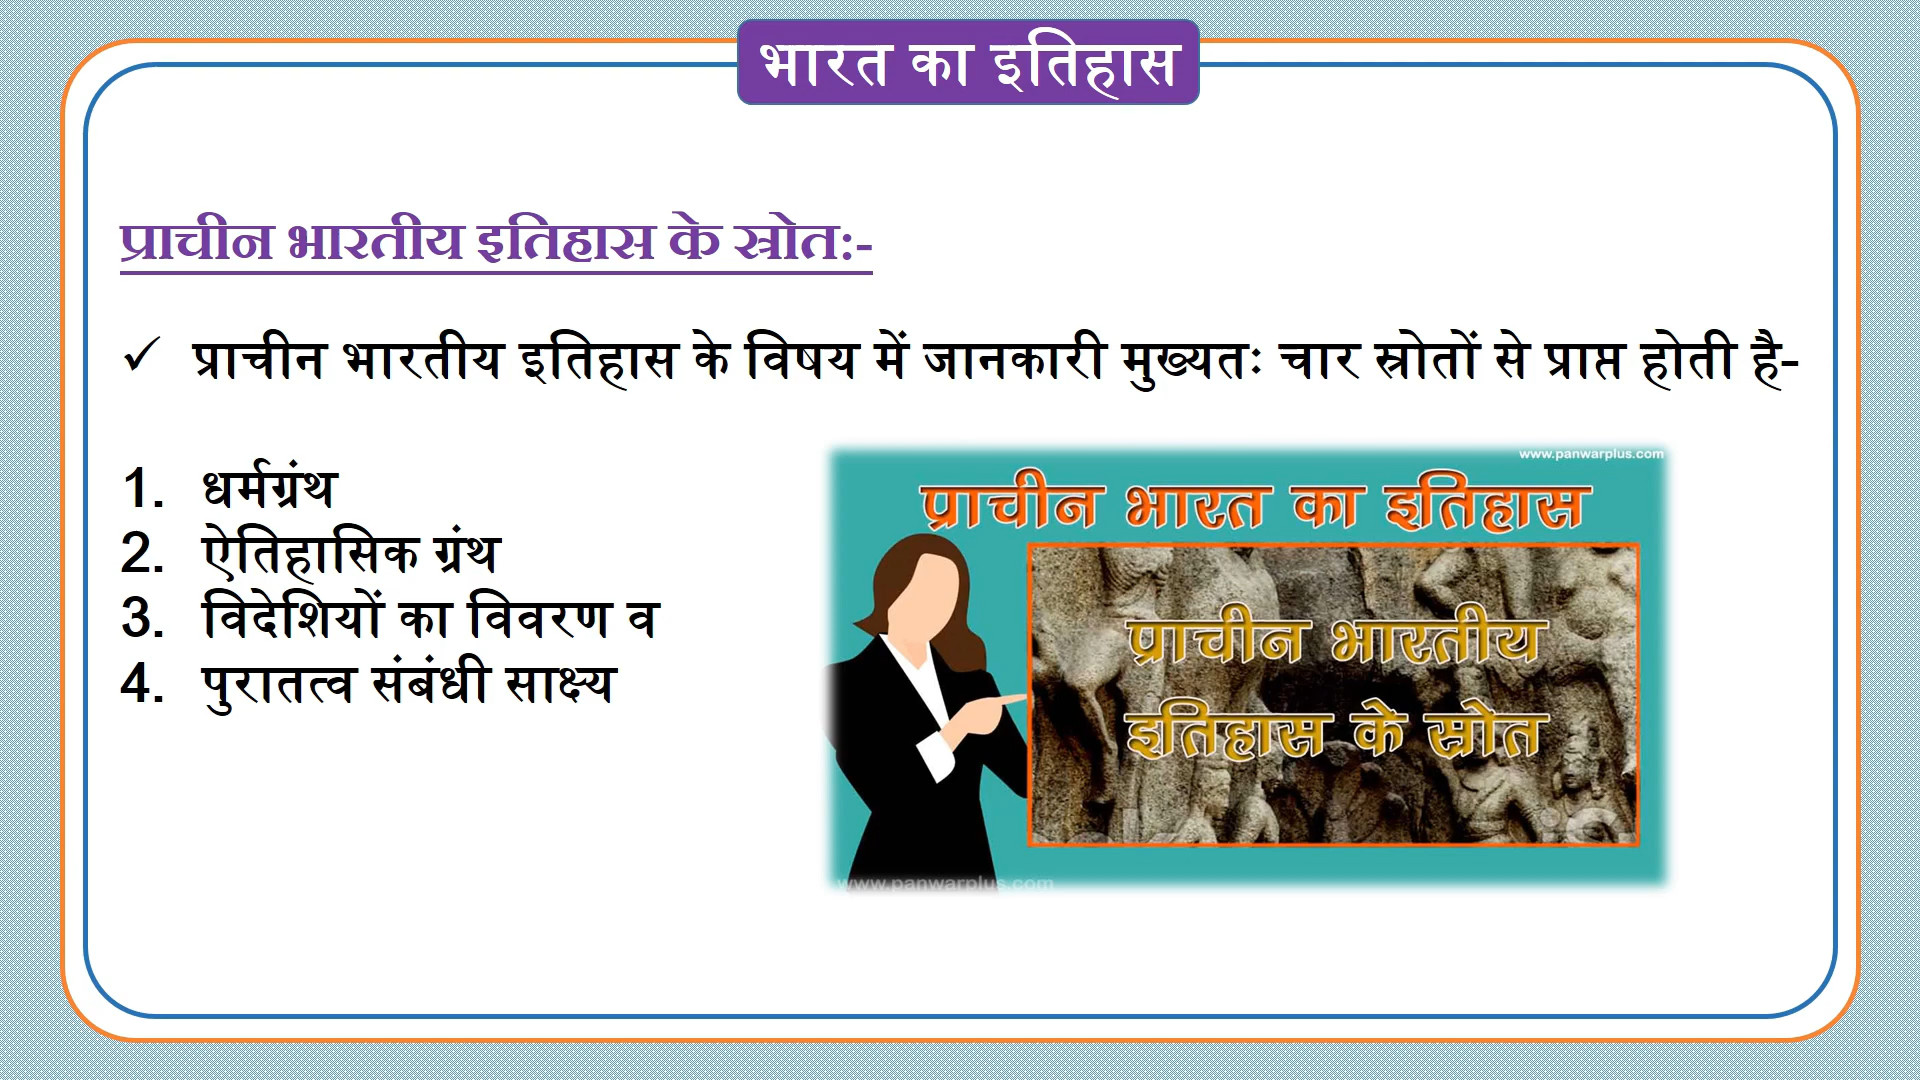 भारत का इतिहास
प्राचीन भारतीय इतिहास के स्रोत:-
✓ प्राचीन भारतीय इतिहास के विषय में जानकारी मुख्यतः चार स्रोतों से प्राप्त होती है-
1. धर्मग्रंथ
2. ऐतिहासिक ग्रंथ
3. विदेशियों का विवरण व
4. पुरातत्व संबंधी साक्ष्य
www.panwarplus.com
प्राचीन भारत का इतिहास
प्राचीन भारतीय
इतिहास के स्रोत
www.panwarplus.com